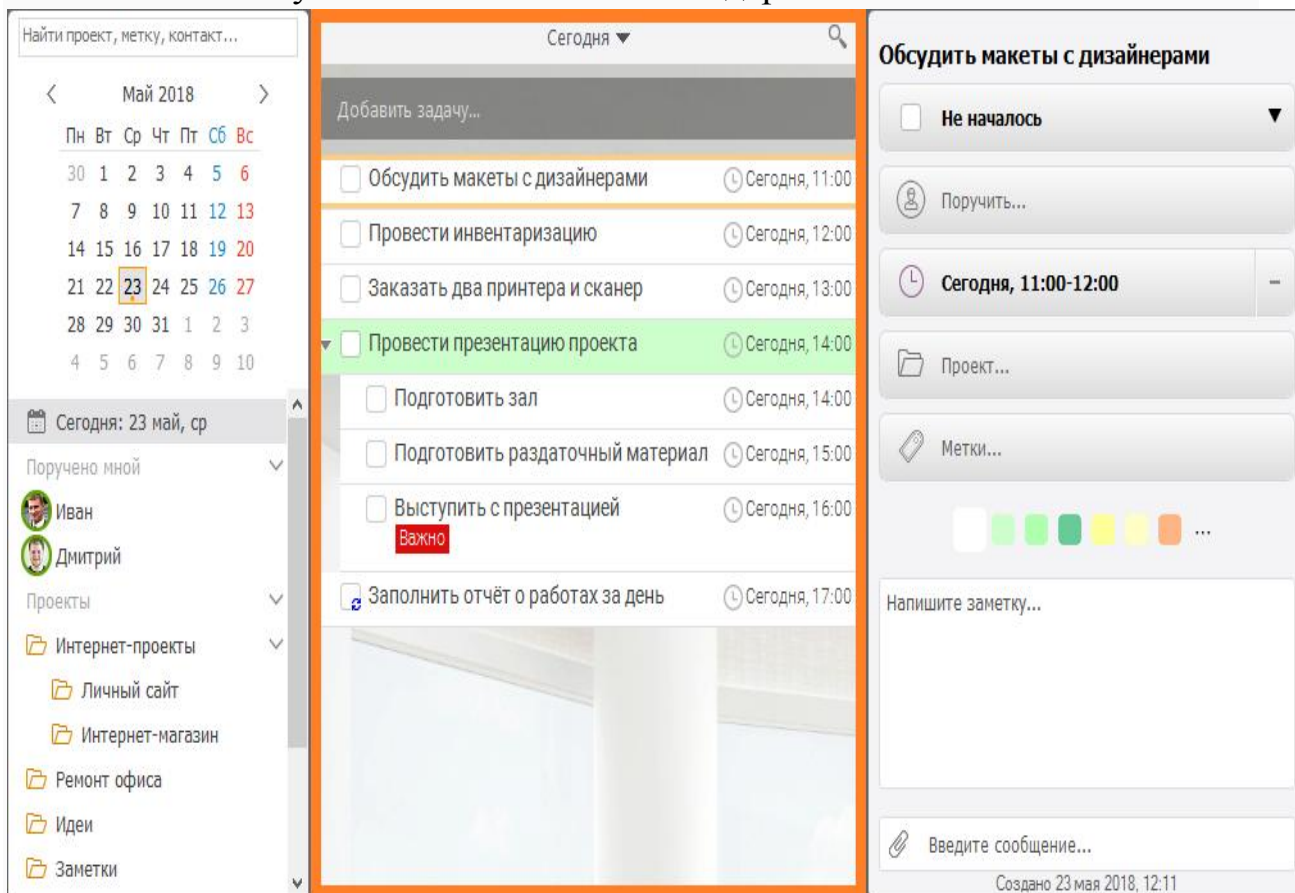 Найти проект, метку, контакт...
Май 2018
Пн Вт Ср Чт Пт Сб Вс
30 1 2 3 4 5 6
7 8 9 10 11 12 13
14 15 16 17 18 19 20
21 22 23 24 25 26 27
28 29 30 31 1 2 3
4 5 6 7 8 9 10
Сегодня: 23 май, ср
Поручено мной
Иван
Дмитрий
Проекты
Интернет-проекты
Личный сайт
Интернет-магазин
Ремонт офиса
Идеи
Заметки
Сегодня
Добавить задачу...
Обсудить макеты с дизайнерами Сегодня, 11:00
Провести инвентаризацию Сегодня, 12:00
Заказать два принтера и сканер Сегодня, 13:00
Провести презентацию проекта Сегодня, 14:00
Подготовить зал Сегодня, 14:00
Подготовить раздаточный материал Сегодня, 15:00
Выступить с презентацией Сегодня, 16:00
Важно
Заполнить отчёт о работах за день Сегодня, 17:00
Обсудить макеты с дизайнерами
Не началось
Поручить...
Сегодня, 11:00-12:00
Проект...
Метки...
...
Напишите заметку...
Введите сообщение...
Создано 23 мая 2018, 12:11